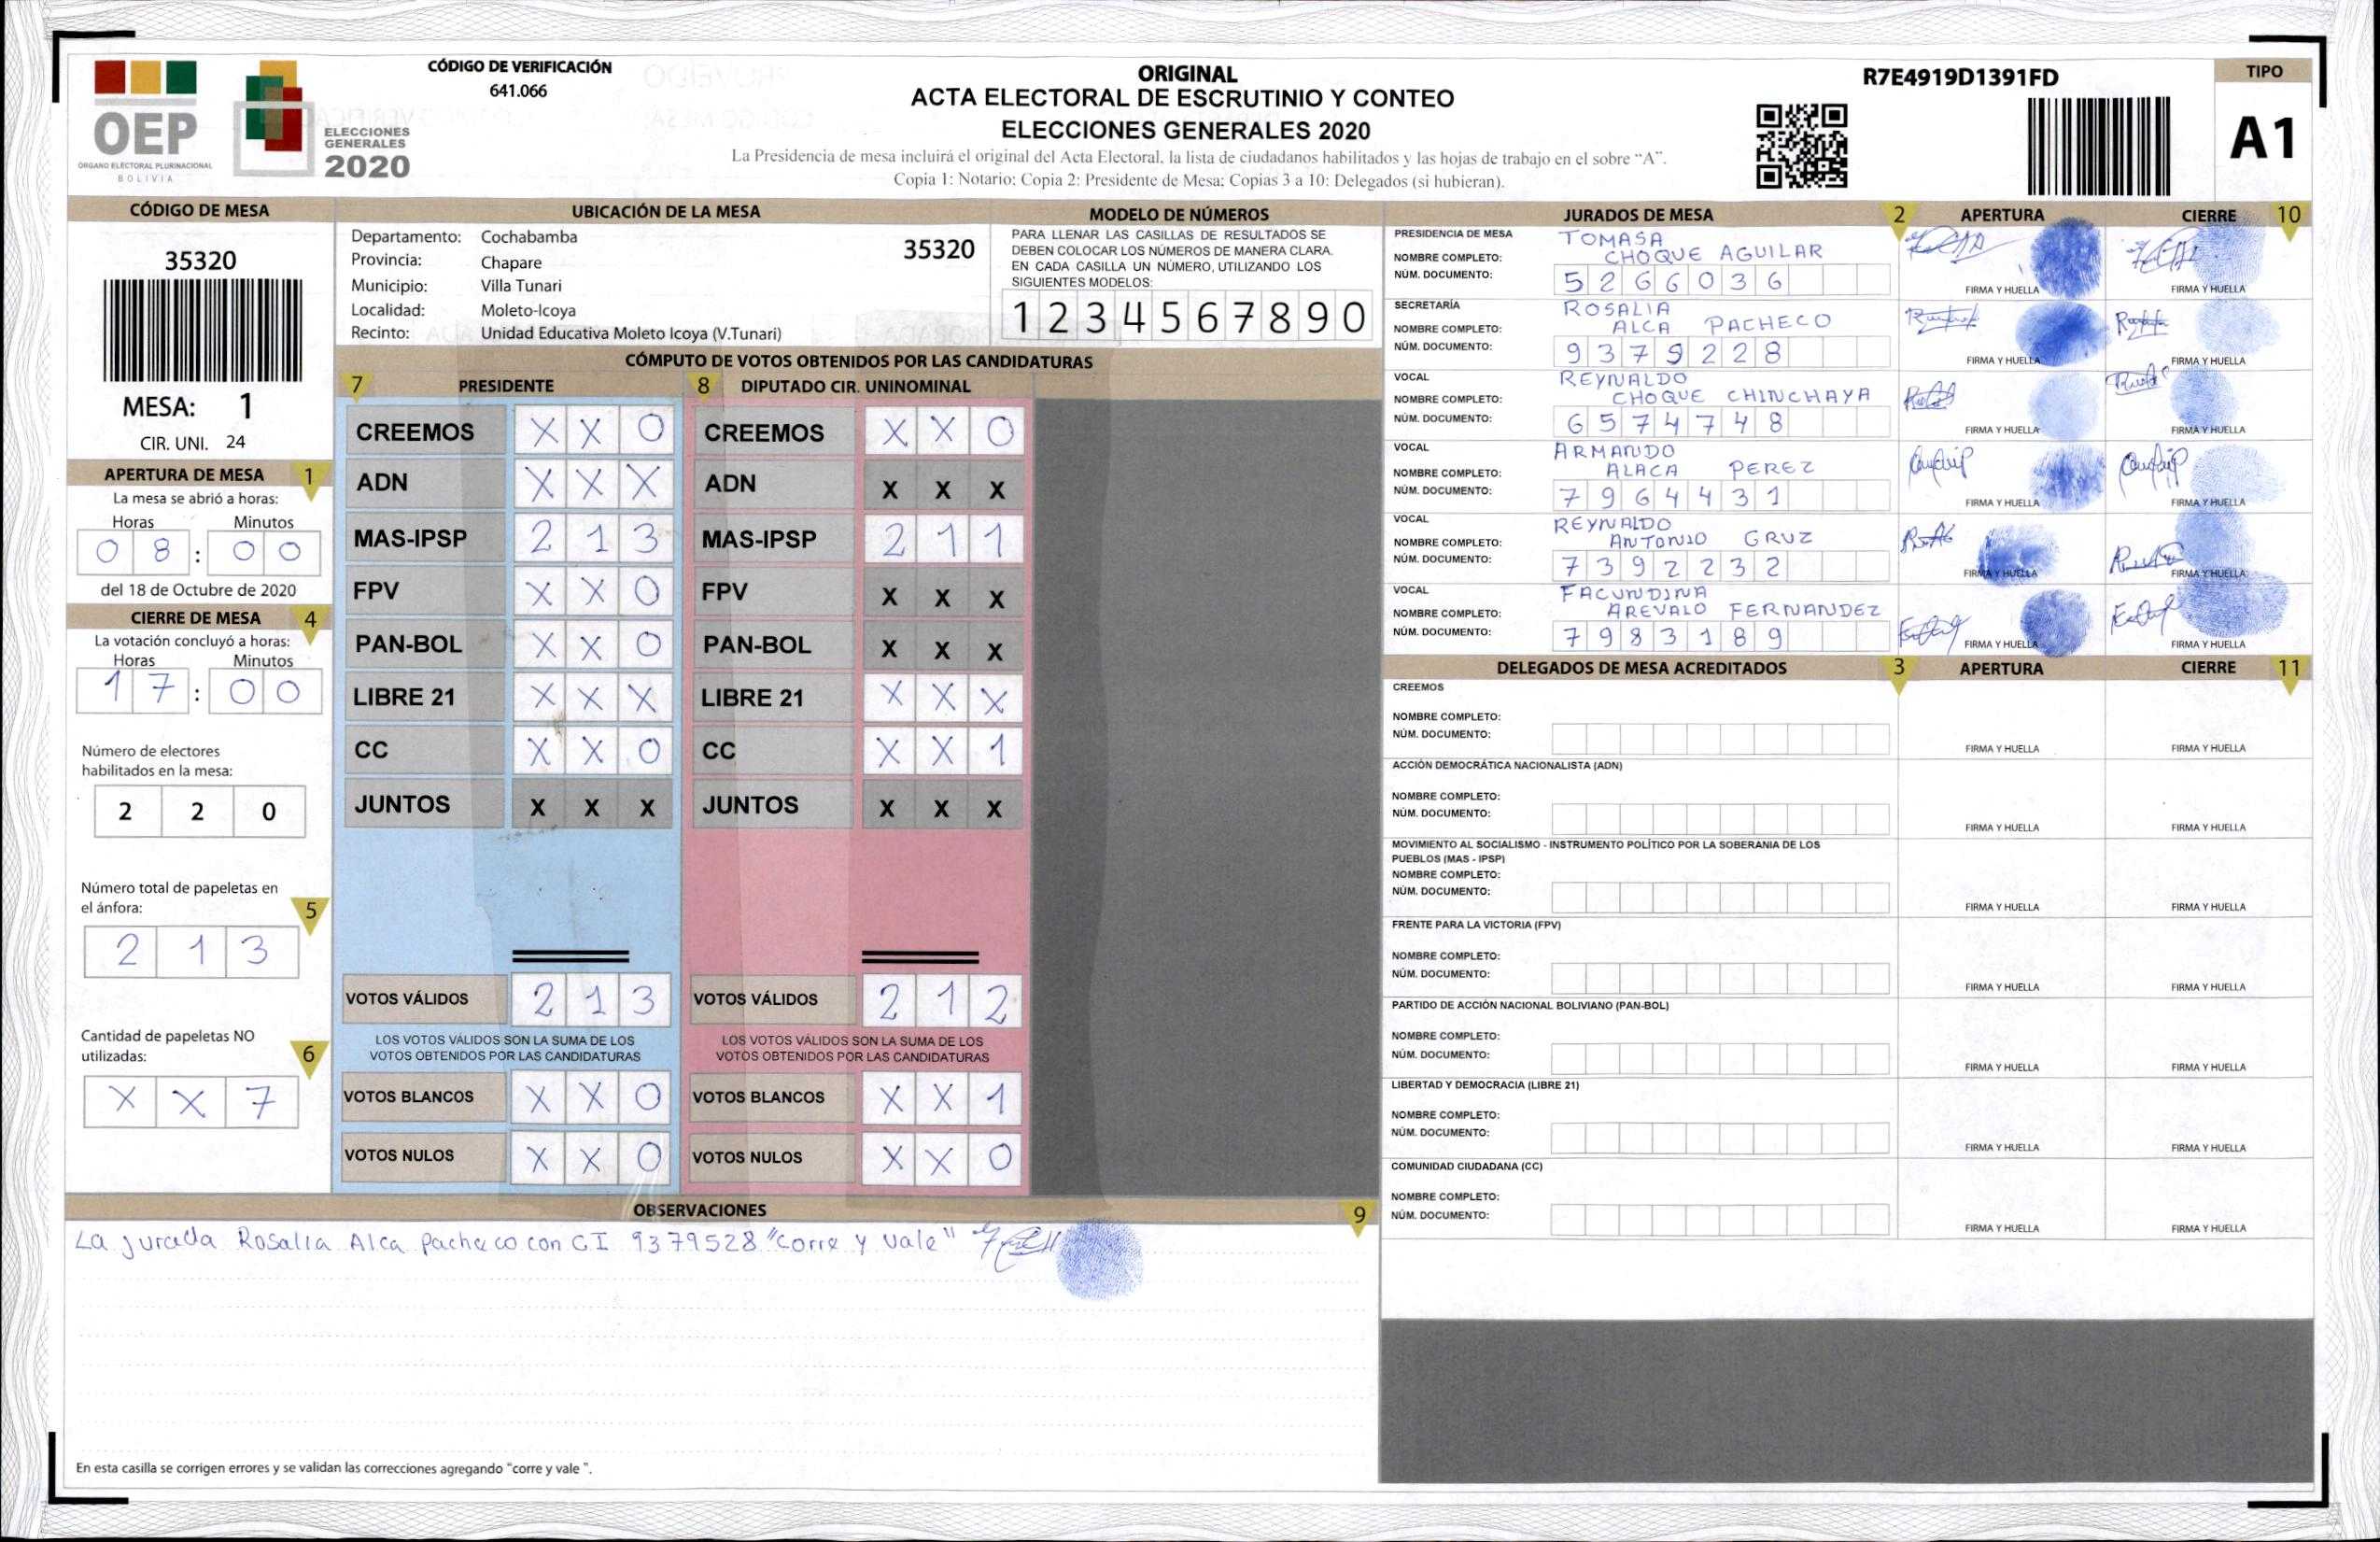 CÓDIGO DE VERIFICACIÓN
641.066
OEP
ÓRGANO ELECTORAL PLURINACIONAL
BOLIVIA
ELECCIONES
GENERALES
2020
ORIGINAL
ACTA ELECTORAL DE ESCRUTINIO Y CONTEO
ELECCIONES GENERALES 2020
La Presidencia de mesa incluirá el original del Acta Electoral, la lista de ciudadanos habilitados y las hojas de trabajo en el sobre "A".
Copia 1: Notario; Copia 2: Presidente de Mesa; Copias 3 a 10: Delegados (si hubieran).
R7E4919D1391FD
TIPO
A1
CÓDIGO DE MESA
35320
MESA: 1
CIR. UNI. 24
APERTURA DE MESA 1
La mesa se abrió a horas:
Horas Minutos
0 8 : 0 0
del 18 de Octubre de 2020
CIERRE DE MESA 4
La votación concluyó a horas:
Horas Minutos
1 7 : 0 0
Número de electores
habilitados en la mesa:
2 2 0
Número total de papeletas en
el ánfora: 5
2 1 3
Cantidad de papeletas NO
utilizadas: 6
X X 7
UBICACIÓN DE LA MESA
Departamento: Cochabamba 35320
Provincia: Chapare
Municipio: Villa Tunari
Localidad: Moleto-Icoya
Recinto: Unidad Educativa Moleto Icoya (V.Tunari)
MODELO DE NÚMEROS
PARA LLENAR LAS CASILLAS DE RESULTADOS SE
DEBEN COLOCAR LOS NÚMEROS DE MANERA CLARA.
EN CADA CASILLA UN NÚMERO, UTILIZANDO LOS
SIGUIENTES MODELOS:
1 2 3 4 5 6 7 8 9 0
CÓMPUTO DE VOTOS OBTENIDOS POR LAS CANDIDATURAS
7 PRESIDENTE 8 DIPUTADO CIR. UNINOMINAL
CREEMOS X X 0 CREEMOS X X 0
ADN X X X ADN X X X
MAS-IPSP 2 1 3 MAS-IPSP 2 1 1
FPV X X 0 FPV X X X
PAN-BOL X X 0 PAN-BOL X X X
LIBRE 21 X X X LIBRE 21 X X X
CC X X 0 CC X X 1
JUNTOS X X X JUNTOS X X X
VOTOS VÁLIDOS 2 1 3 VOTOS VÁLIDOS 2 1 2
LOS VOTOS VÁLIDOS SON LA SUMA DE LOS LOS VOTOS VÁLIDOS SON LA SUMA DE LOS
VOTOS OBTENIDOS POR LAS CANDIDATURAS VOTOS OBTENIDOS POR LAS CANDIDATURAS
VOTOS BLANCOS X X 0 VOTOS BLANCOS X X 1
VOTOS NULOS X X 0 VOTOS NULOS X X 0
OBSERVACIONES 9
La jurada Rosalia Alca Pacheco con CI 9379528 "corre y vale"
En esta casilla se corrigen errores y se validan las correcciones agregando "corre y vale ".
JURADOS DE MESA 2 APERTURA CIERRE 10
PRESIDENCIA DE MESA TOMASA
NOMBRE COMPLETO: CHOQUE AGUILAR
NÚM. DOCUMENTO: 5 2 6 6 0 3 6
FIRMA Y HUELLA FIRMA Y HUELLA
SECRETARÍA ROSALIA
NOMBRE COMPLETO: ALCA PACHECO
NÚM. DOCUMENTO: 9 3 7 9 2 2 8
FIRMA Y HUELLA FIRMA Y HUELLA
VOCAL REYNALDO
NOMBRE COMPLETO: CHOQUE CHINCHAYA
NÚM. DOCUMENTO: 6 5 7 4 7 4 8
FIRMA Y HUELLA FIRMA Y HUELLA
VOCAL ARMANDO
NOMBRE COMPLETO: ALACA PEREZ
NÚM. DOCUMENTO: 7 9 6 4 4 3 1
FIRMA Y HUELLA FIRMA Y HUELLA
VOCAL REYNALDO
NOMBRE COMPLETO: ANTONIO GRUZ
NÚM. DOCUMENTO: 7 3 9 2 2 3 2
FIRMA Y HUELLA FIRMA Y HUELLA
VOCAL FACUNDINA
NOMBRE COMPLETO: AREVALO FERNANDEZ
NÚM. DOCUMENTO: 7 9 8 3 1 8 9
FIRMA Y HUELLA FIRMA Y HUELLA
DELEGADOS DE MESA ACREDITADOS 3 APERTURA CIERRE 11
CREEMOS
NOMBRE COMPLETO:
NÚM. DOCUMENTO:
FIRMA Y HUELLA FIRMA Y HUELLA
ACCIÓN DEMOCRÁTICA NACIONALISTA (ADN)
NOMBRE COMPLETO:
NÚM. DOCUMENTO:
FIRMA Y HUELLA FIRMA Y HUELLA
MOVIMIENTO AL SOCIALISMO - INSTRUMENTO POLÍTICO POR LA SOBERANIA DE LOS
PUEBLOS (MAS - IPSP)
NOMBRE COMPLETO:
NÚM. DOCUMENTO:
FIRMA Y HUELLA FIRMA Y HUELLA
FRENTE PARA LA VICTORIA (FPV)
NOMBRE COMPLETO:
NÚM. DOCUMENTO:
FIRMA Y HUELLA FIRMA Y HUELLA
PARTIDO DE ACCIÓN NACIONAL BOLIVIANO (PAN-BOL)
NOMBRE COMPLETO:
NÚM. DOCUMENTO:
FIRMA Y HUELLA FIRMA Y HUELLA
LIBERTAD Y DEMOCRACIA (LIBRE 21)
NOMBRE COMPLETO:
NÚM. DOCUMENTO:
FIRMA Y HUELLA FIRMA Y HUELLA
COMUNIDAD CIUDADANA (CC)
NOMBRE COMPLETO:
NÚM. DOCUMENTO:
FIRMA Y HUELLA FIRMA Y HUELLA